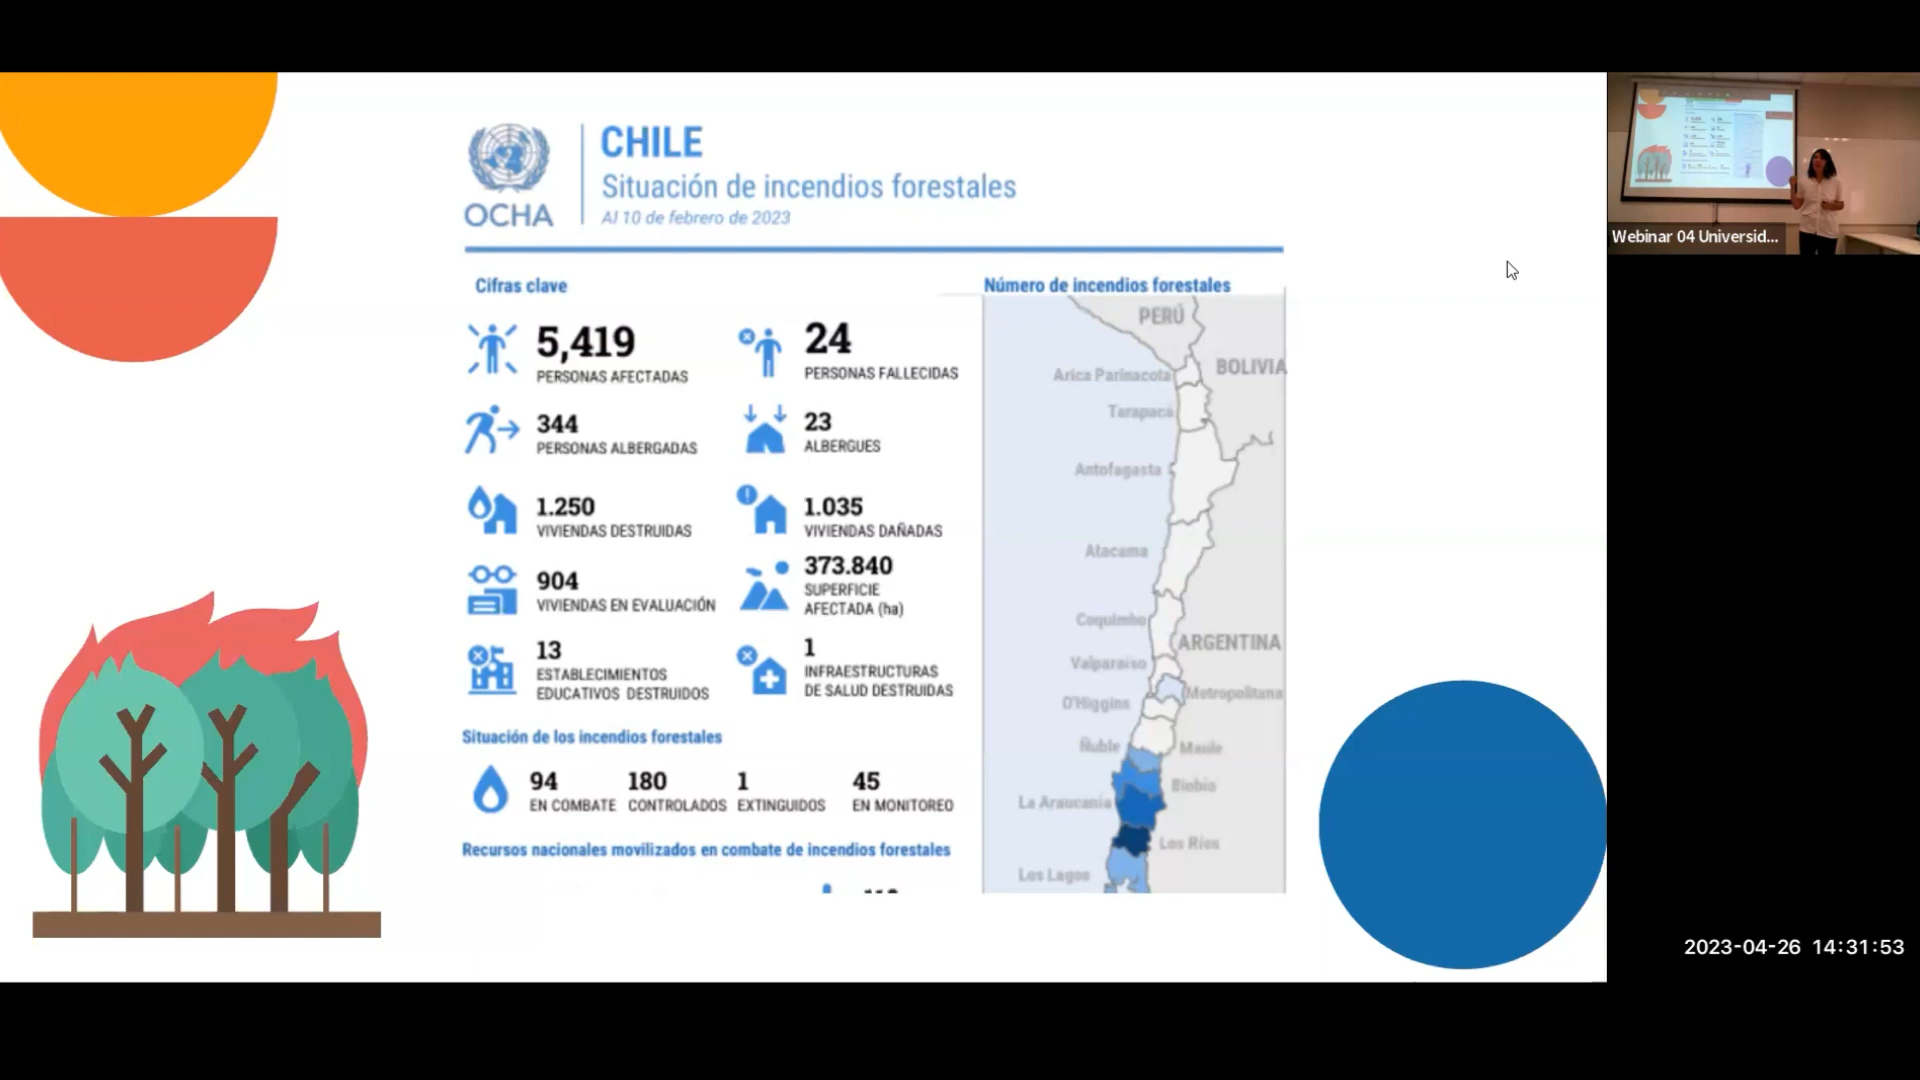 OCHA
CHILE
Situación de incendios forestales
Al 10 de febrero de 2023
Cifras clave
5,419
PERSONAS AFECTADAS
24
PERSONAS FALLECIDAS
344
PERSONAS ALBERGADAS
23
ALBERGUES
1.250
VIVIENDAS DESTRUIDAS
1.035
VIVIENDAS DAÑADAS
904
VIVIENDAS EN EVALUACIÓN
373.840
SUPERFICIE
AFECTADA (ha)
13
ESTABLECIMIENTOS
EDUCATIVOS DESTRUIDOS
1
INFRAESTRUCTURAS
DE SALUD DESTRUIDAS
Situación de los incendios forestales
94
EN COMBATE
180
CONTROLADOS
1
EXTINGUIDOS
45
EN MONITOREO
Recursos nacionales movilizados en combate de incendios forestales
Número de incendios forestales
PERÚ
BOLIVIA
Arica Parinacota
Tarapacá
Antofagasta
Atacama
Coquimbo
ARGENTINA
Valparaíso
Metropolitana
O'Higgins
Ñuble
Maule
Biobío
La Araucanía
Los Ríos
Los Lagos
Webinar 04 Universid...
2023-04-26 14:31:53